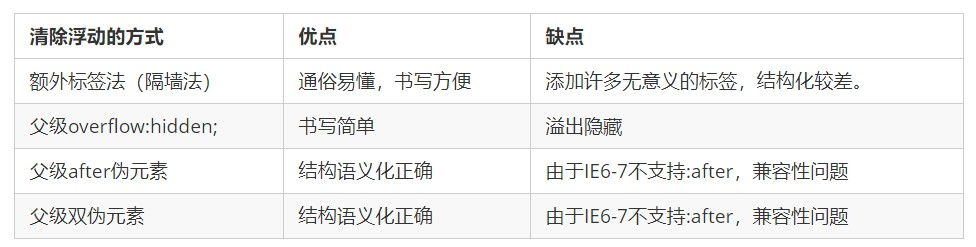 清除浮动的方式 优点 缺点
额外标签法（隔墙法） 通俗易懂，书写方便 添加许多无意义的标签，结构化较差。
父级overflow:hidden; 书写简单 溢出隐藏
父级after伪元素 结构语义化正确 由于IE6-7不支持:after，兼容性问题
父级双伪元素 结构语义化正确 由于IE6-7不支持:after，兼容性问题